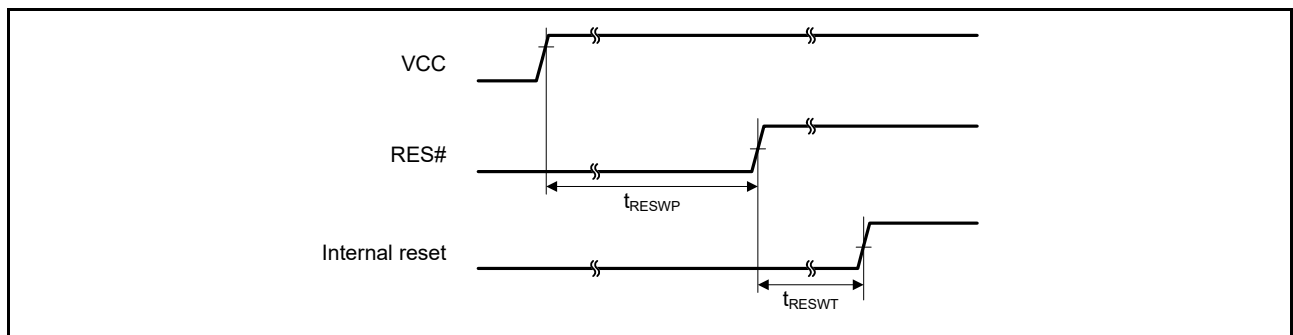 VCC
RES#
tRESWP
Internal reset
tRESWT